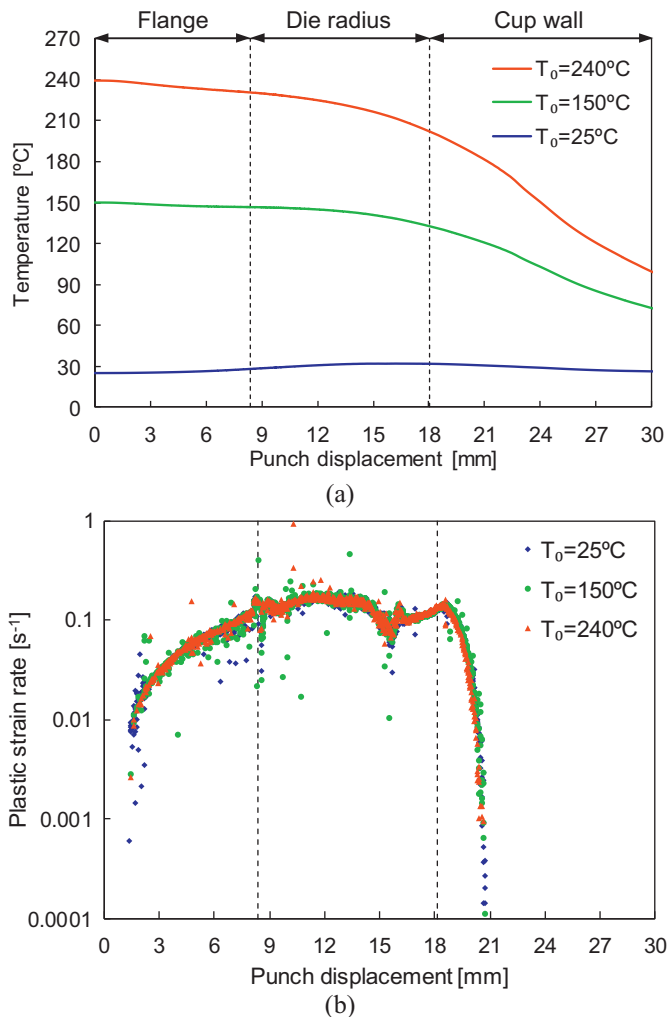 Flange Die radius Cup wall
270
240
210
180
150
120
90
60
30
0
Temperature [ºC]
T₀=240ºC
T₀=150ºC
T₀=25ºC
0 3 6 9 12 15 18 21 24 27 30
Punch displacement [mm]
(a)
1
0.1
0.01
0.001
0.0001
Plastic strain rate [s⁻¹]
T₀=25ºC
T₀=150ºC
T₀=240ºC
0 3 6 9 12 15 18 21 24 27 30
Punch displacement [mm]
(b)